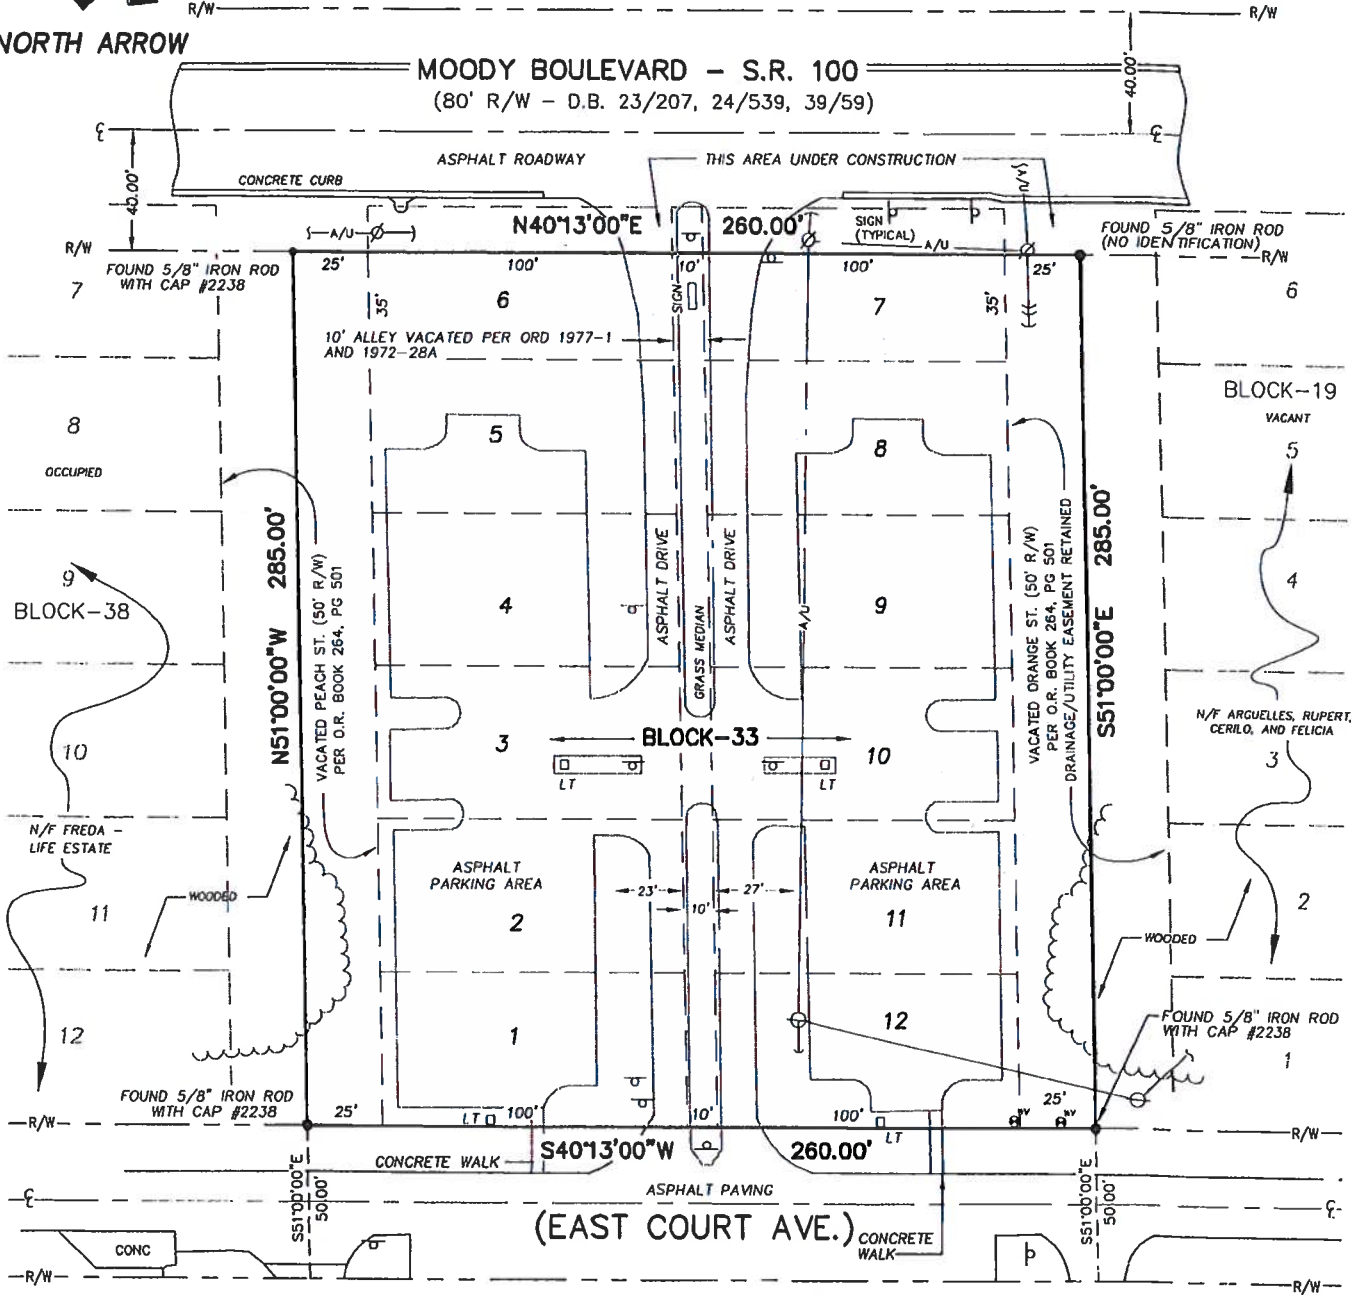 R/W
R/W
NORTH ARROW
MOODY BOULEVARD - S.R. 100
(80' R/W - D.B. 23/207, 24/539, 39/59)
40.00'
40.00'
ASPHALT ROADWAY
THIS AREA UNDER CONSTRUCTION
CONCRETE CURB
A/U
N40°13'00"E
260.00'
SIGN
(TYPICAL)
A/U
A/U
FOUND 5/8" IRON ROD
(NO IDENTIFICATION)
R/W
R/W
FOUND 5/8" IRON ROD
WITH CAP #2238
25'
100'
10'
100'
25'
7
6
7
6
35'
SIGN
35'
10' ALLEY VACATED PER ORD 1977-1
AND 1972-28A
BLOCK-19
VACANT
8
OCCUPIED
5
8
5
N51°00'00"W 285.00'
VACATED PEACH ST. (50' R/W)
PER O.R. BOOK 264, PG 501
ASPHALT DRIVE
GRASS MEDIAN
ASPHALT DRIVE
A/U
VACATED ORANGE ST. (50' R/W)
PER O.R. BOOK 264, PG 501
DRAINAGE/UTILITY EASEMENT RETAINED
S51°00'00"E 285.00'
9
BLOCK-38
4
9
4
N/F ARGUELLES, RUPERT,
CERILO, AND FELICIA
10
3
BLOCK-33
10
3
LT
LT
N/F FREDA -
LIFE ESTATE
WOODED
ASPHALT
PARKING AREA
ASPHALT
PARKING AREA
23'
27'
10'
11
2
11
2
WOODED
12
1
12
1
FOUND 5/8" IRON ROD
WITH CAP #2238
FOUND 5/8" IRON ROD
WITH CAP #2238
25'
LT
100'
10'
100'
LT
25'
WV
WV
R/W
R/W
S40°13'00"W
260.00'
CONCRETE WALK
ASPHALT PAVING
S51°00'00"E
50.00'
S51°00'00"E
50.00'
(EAST COURT AVE.)
CONCRETE
WALK
CONC
R/W
R/W